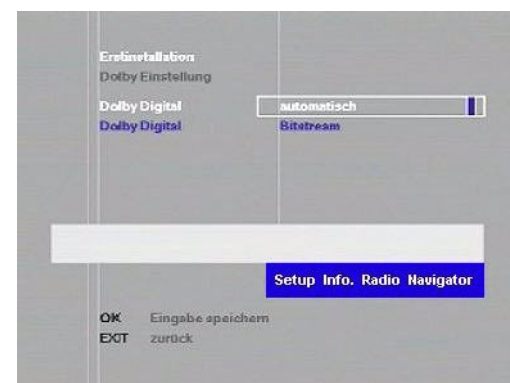 Erstinstallation
Dolby Einstellung
Dolby Digital automatisch
Dolby Digital Bitstream
Setup Info. Radio Navigator
OK Eingabe speichern
EXIT zurück